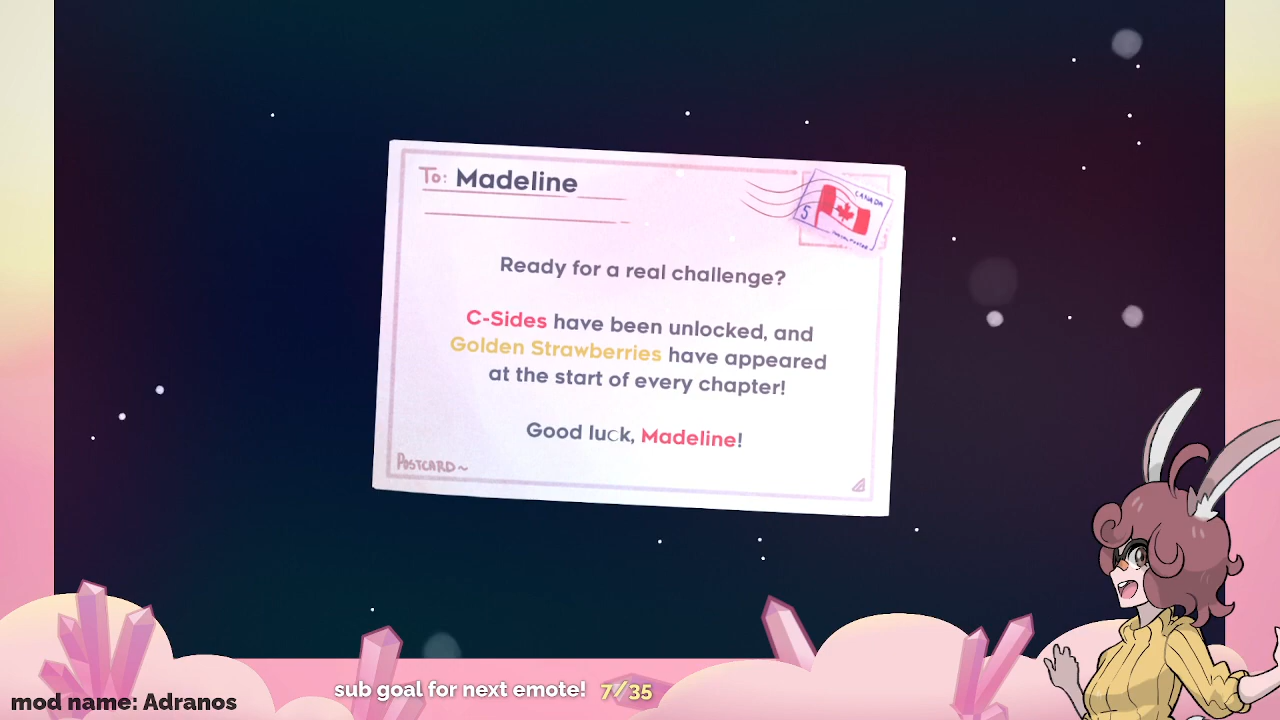 To: Madeline
CANADA
5
Ready for a real challenge?
C-Sides have been unlocked, and
Golden Strawberries have appeared
at the start of every chapter!
Good luck, Madeline!
POSTCARD~
sub goal for next emote! 7/35
mod name: Adranos